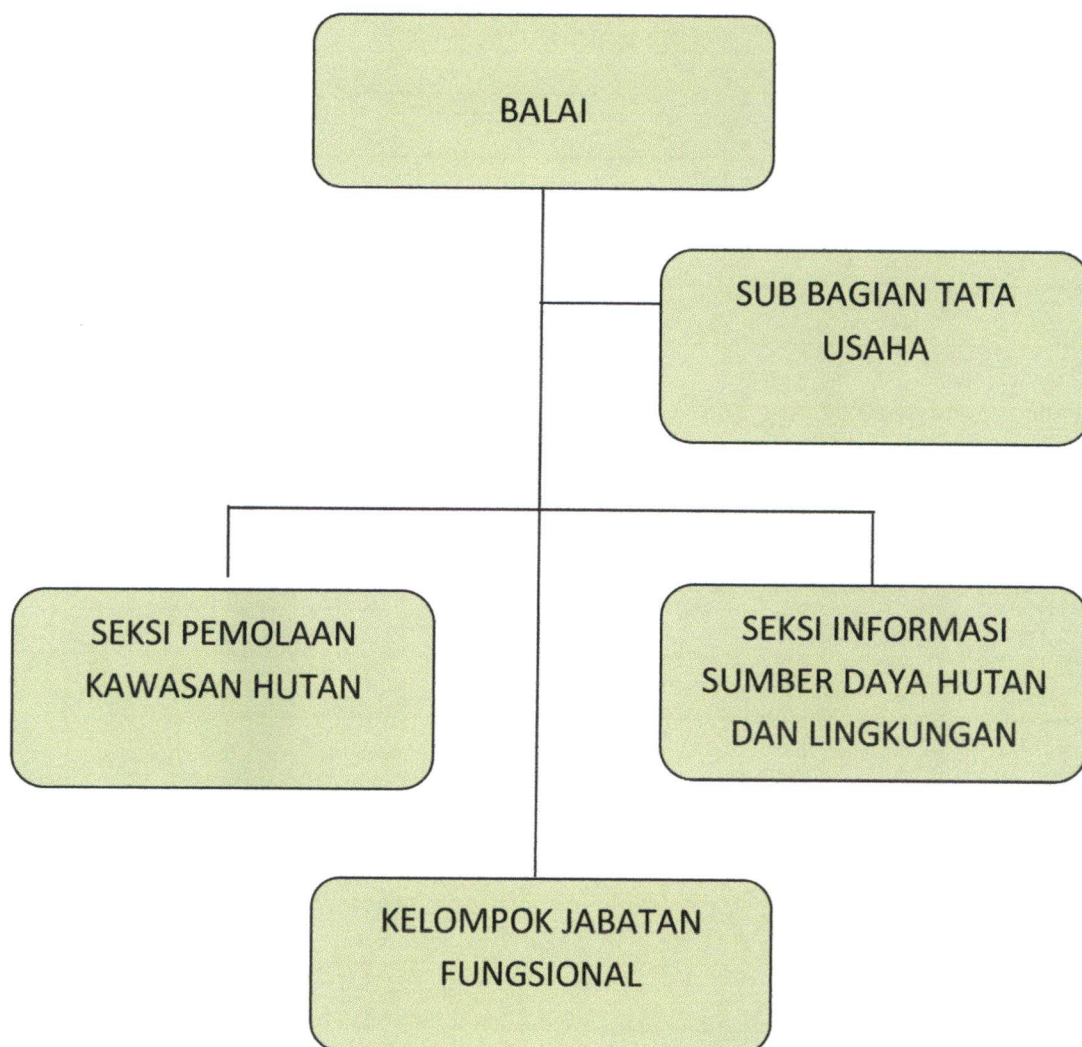 BALAI
SUB BAGIAN TATA
USAHA
SEKSI PEMOLAAN
KAWASAN HUTAN
SEKSI INFORMASI
SUMBER DAYA HUTAN
DAN LINGKUNGAN
KELOMPOK JABATAN
FUNGSIONAL